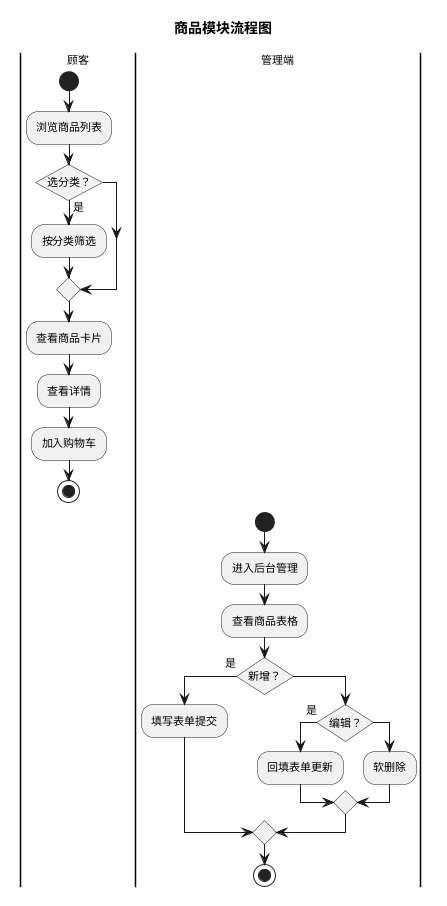 商品模块流程图
顾客
管理端
浏览商品列表
选分类？
是
按分类筛选
查看商品卡片
查看详情
加入购物车
进入后台管理
查看商品表格
是
新增？
填写表单提交
是
编辑？
回填表单更新
软删除